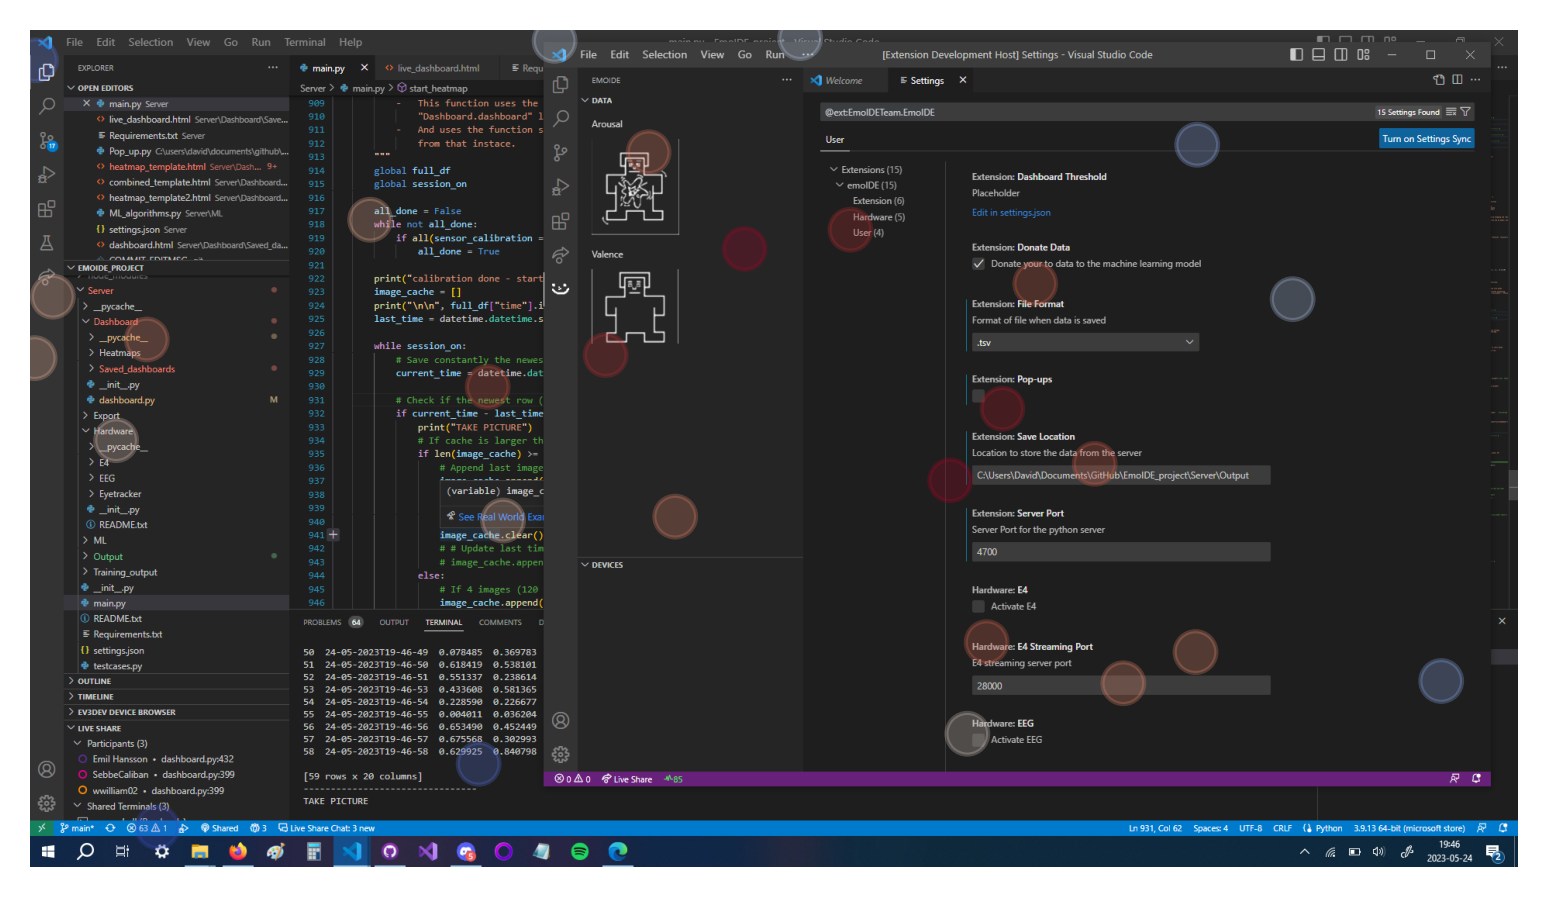 File Edit Selection View Go Run Terminal Help
EXPLORER
OPEN EDITORS
main.py Server
live_dashboard.html Server\Dashboard\Save...
Requirements.txt Server
Pop_up.py C:\users\david\documents\github\...
heatmap_template.html Server\Dash... 9+
combined_template.html Server\Dashboard...
heatmap_template2.html Server\Dashboard...
ML_algorithms.py Server\ML
settings.json Server
dashboard.html Server\Dashboard\Saved_da...
EMOIDE_PROJECT
Server
__pycache__
Dashboard
__pycache__
Heatmaps
Saved_dashboards
__init__.py
dashboard.py M
Export
Hardware
__pycache__
E4
EEG
Eyetracker
__init__.py
README.txt
ML
Output
Training_output
__init__.py
main.py
README.txt
Requirements.txt
settings.json
testcases.py
OUTLINE
TIMELINE
EV3DEV DEVICE BROWSER
LIVE SHARE
Participants (3)
Emil Hansson • dashboard.py:432
SebbeCaliban • dashboard.py:399
wwilliam02 • dashboard.py:399
Shared Terminals (3)
main.py live_dashboard.html Requ
Server > main.py > start_heatmap
909 - This function uses the
910 "Dashboard.dashboard" l
911 - And uses the function s
912 from that instace.
913 """
914 global full_df
915 global session_on
916
917 all_done = False
918 while not all_done:
919 if all(sensor_calibration =
920 all_done = True
921
922 print("calibration done - start
923 image_cache = []
924 print("\n\n", full_df["time"].i
925 last_time = datetime.datetime.s
926
927 while session_on:
928 # Save constantly the newes
929 current_time = datetime.dat
930
931 # Check if the newest row (
932 if current_time - last_time
933 print("TAKE PICTURE")
934 # If cache is larger th
935 if len(image_cache) >=
936 # Append last image
937 image_cache.append(
938 (variable) image_c
939
940 See Real World Exa
941 image_cache.clear()
942 # # Update last tim
943 # image_cache.appen
944 else:
945 # If 4 images (120
946 image_cache.append(
PROBLEMS 64 OUTPUT TERMINAL COMMENTS D
50 24-05-2023T19-46-49 0.078485 0.369783
51 24-05-2023T19-46-50 0.618419 0.538101
52 24-05-2023T19-46-51 0.551337 0.238614
53 24-05-2023T19-46-53 0.433608 0.581365
54 24-05-2023T19-46-54 0.228590 0.226677
55 24-05-2023T19-46-55 0.004011 0.036204
56 24-05-2023T19-46-56 0.653490 0.452449
57 24-05-2023T19-46-57 0.675568 0.302993
58 24-05-2023T19-46-58 0.629925 0.840798
[59 rows x 20 columns]
--------------------------------
TAKE PICTURE
File Edit Selection View Go Run ... [Extension Development Host] Settings - Visual Studio Code
EMOIDE
DATA
Arousal
Valence
DEVICES
Welcome Settings
@ext:EmoIDETeam.EmoIDE 15 Settings Found
User Turn on Settings Sync
Extensions (15)
emoIDE (15)
Extension (6)
Hardware (5)
User (4)
Extension: Dashboard Threshold
Placeholder
Edit in settings.json
Extension: Donate Data
Donate your to data to the machine learning model
Extension: File Format
Format of file when data is saved
.tsv
Extension: Pop-ups
Extension: Save Location
Location to store the data from the server
C:\Users\David\Documents\GitHub\EmoIDE_project\Server\Output
Extension: Server Port
Server Port for the python server
4700
Hardware: E4
Activate E4
Hardware: E4 Streaming Port
E4 streaming server port
28000
Hardware: EEG
Activate EEG
0 0 Live Share 85
main* 63 1 Shared 3 Live Share Chat: 3 new Ln 931, Col 62 Spaces: 4 UTF-8 CRLF Python 3.9.13 64-bit (microsoft store)
17
19:46
2023-05-24
2